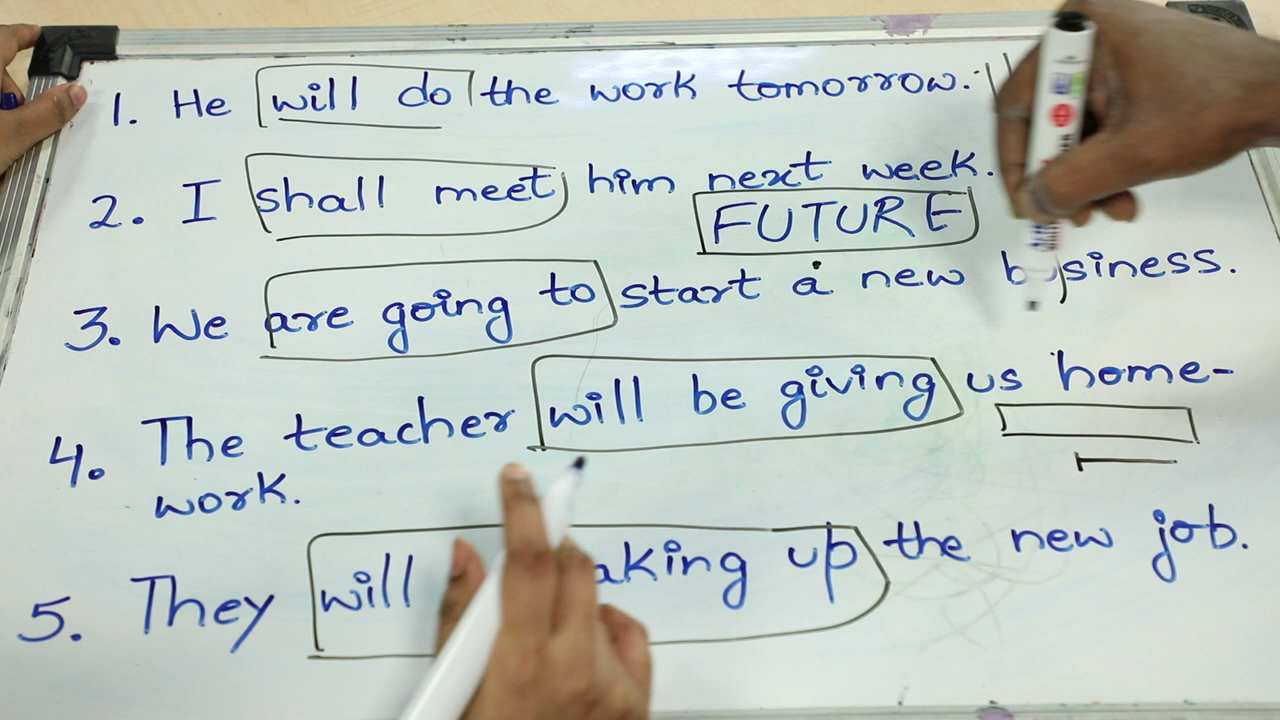 1. He will do the work tomorrow.
2. I shall meet him next week.
FUTURE
3. We are going to start a new business.
4. The teacher will be giving us home-
work.
5. They will up the new job.